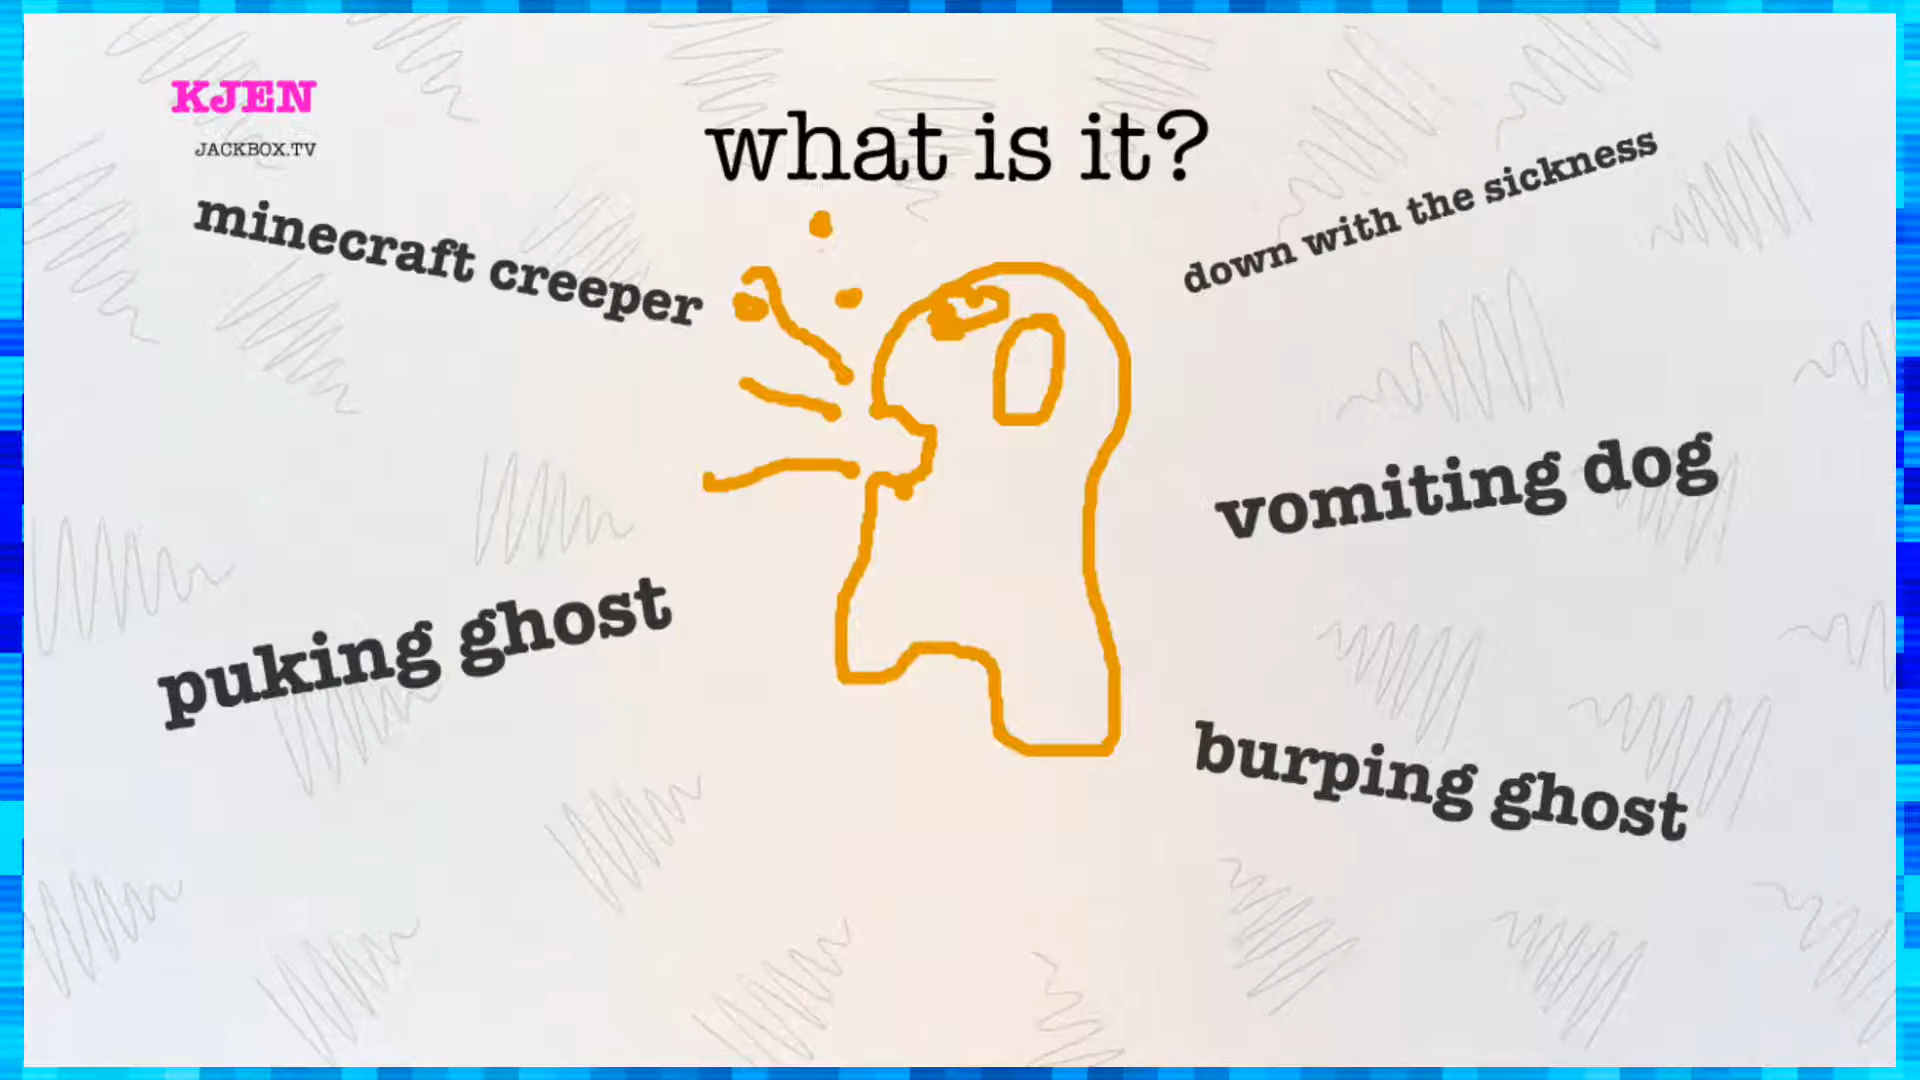 KJEN
JACKBOX.TV
what is it?
minecraft creeper
down with the sickness
vomiting dog
puking ghost
burping ghost